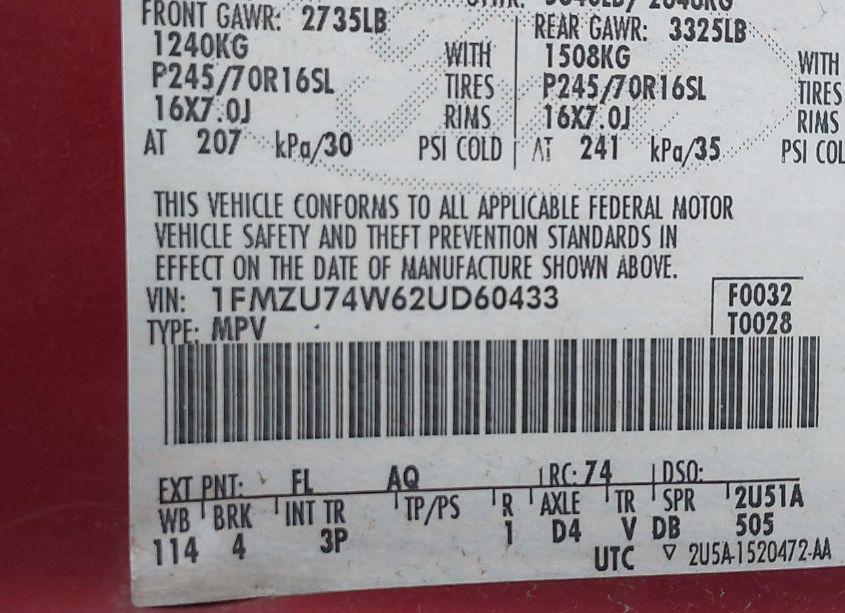 FRONT GAWR: 2735LB REAR GAWR: 3325LB
1240KG WITH 1508KG WITH
P245/70R16SL TIRES P245/70R16SL TIRES
16X7.0J RIMS 16X7.0J RIMS
AT 207 kPa/30 PSI COLD AT 241 kPa/35 PSI COL
THIS VEHICLE CONFORMS TO ALL APPLICABLE FEDERAL MOTOR
VEHICLE SAFETY AND THEFT PREVENTION STANDARDS IN
EFFECT ON THE DATE OF MANUFACTURE SHOWN ABOVE.
VIN: 1FMZU74W62UD60433 F0032
TYPE: MPV T0028
EXT PNT: FL AQ RC: 74 DSO:
WB BRK INT TR TP/PS R AXLE TR SPR 2U51A
114 4 3P 1 D4 V DB 505
UTC ▽ 2U5A-1520472-AA